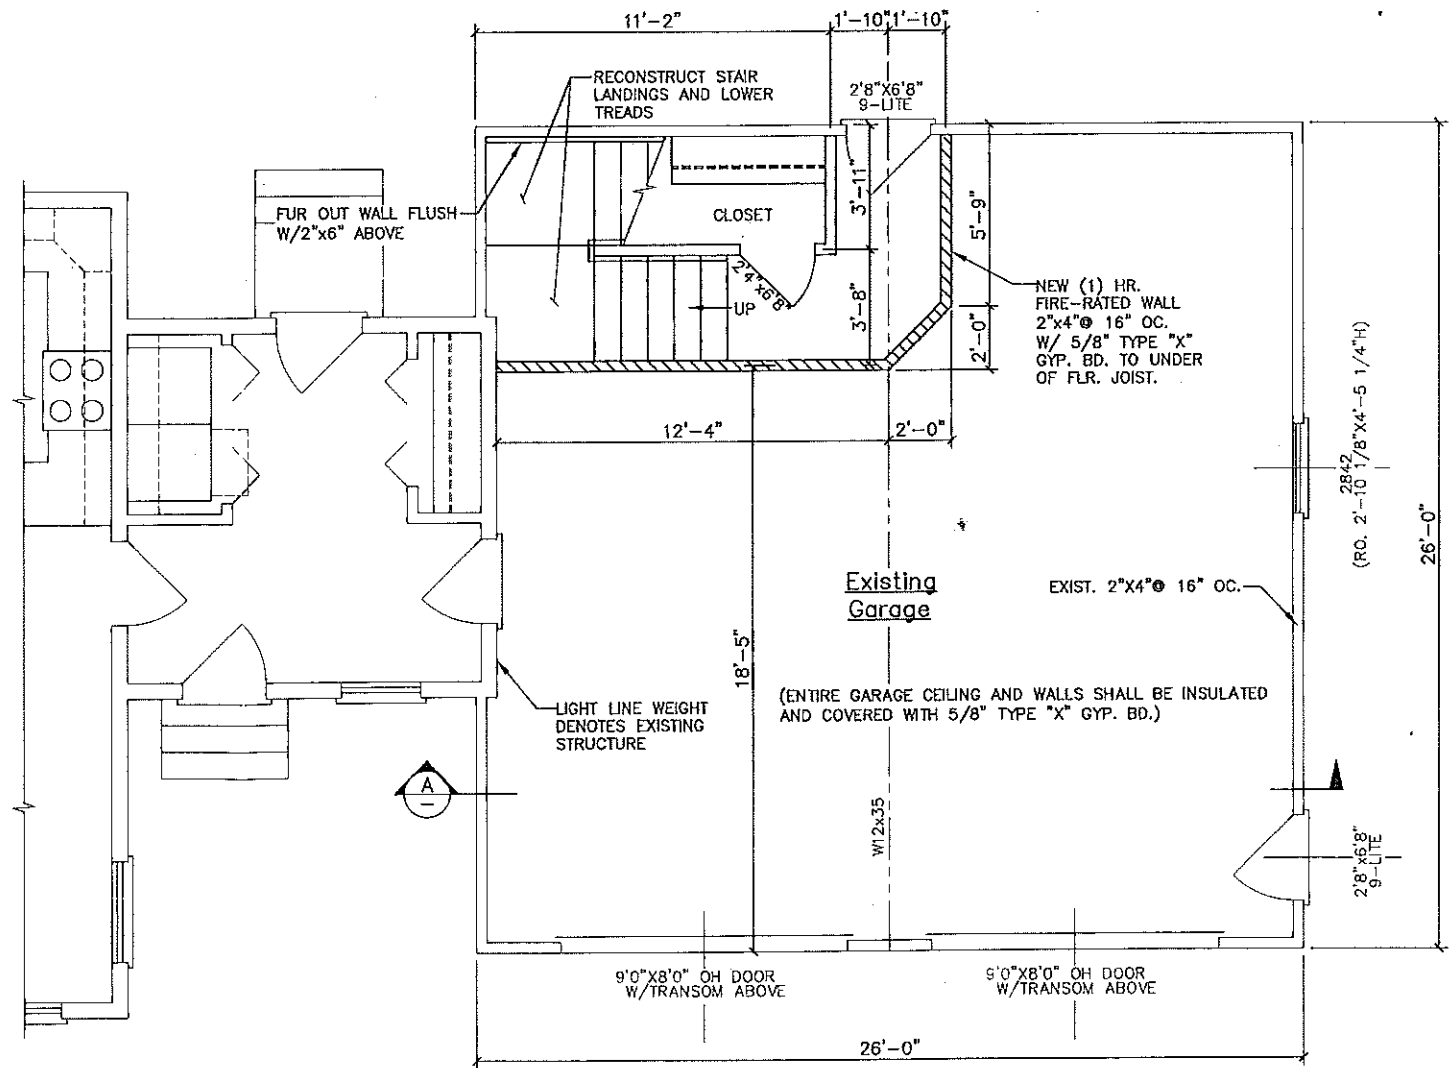 11'-2"
1'-10"
1'-10"
RECONSTRUCT STAIR
LANDINGS AND LOWER
TREADS
2'8"X6'8"
9-LITE
FUR OUT WALL FLUSH
W/2"x6" ABOVE
CLOSET
3'-11"
5'-9"
2'4"x6'8"
UP
3'-8"
2'-0"
NEW (1) HR.
FIRE-RATED WALL
2"x4"@ 16" OC.
W/ 5/8" TYPE "X"
GYP. BD. TO UNDER
OF FLR. JOIST.
12'-4"
2'-0"
2842
(RO. 2'-10 1/8"X4'-5 1/4"H)
26'-0"
Existing
Garage
EXIST. 2"X4"@ 16" OC.
18'-5"
LIGHT LINE WEIGHT
DENOTES EXISTING
STRUCTURE
(ENTIRE GARAGE CEILING AND WALLS SHALL BE INSULATED
AND COVERED WITH 5/8" TYPE "X" GYP. BD.)
A
–
W12x35
2'8"x6'8"
9-LITE
9'0"X8'0" OH DOOR
W/TRANSOM ABOVE
9'0"X8'0" OH DOOR
W/TRANSOM ABOVE
26'-0"